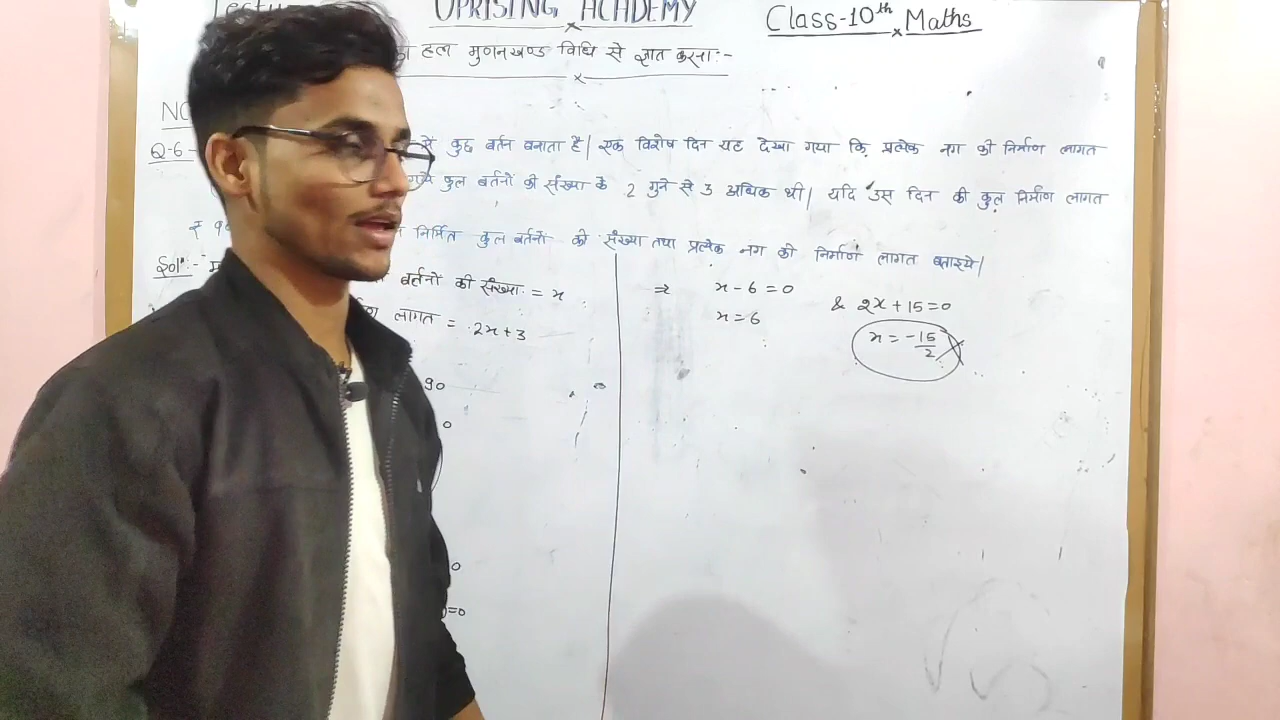 UPRISING ACADEMY
Class-10th Maths
हल गुणनखण्ड विधि से ज्ञात करना:-
Q-6-
से कुछ बर्तन बनाता है| एक विशेष दिन यह देखा गया कि प्रत्येक नग की निर्माण लागत
गये कुल बर्तनों की संख्या के 2 गुने से 3 अधिक थी| यदि उस दिन की कुल निर्माण लागत
₹ 90
निर्मित कुल बर्तनों की संख्या तथा प्रत्येक नग की निर्माण लागत बताइये|
Sol:-
बर्तनों की संख्या = x
लागत = 2x+3
90
0
0
)=0
⇒ x-6=0 & 2x+15=0
x=6
x=-15/2